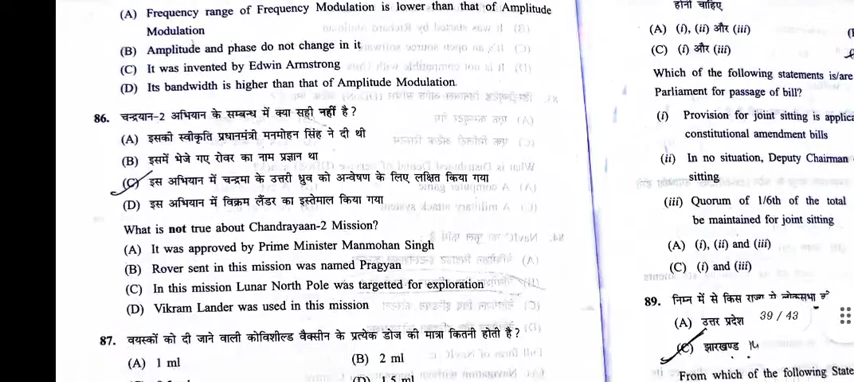 (A) Frequency range of Frequency Modulation is lower than that of Amplitude
Modulation
(B) Amplitude and phase do not change in it
(C) It was invented by Edwin Armstrong
(D) Its bandwidth is higher than that of Amplitude Modulation.
86. चन्द्रयान-2 अभियान के सम्बन्ध में क्या सही नहीं है ?
(A) इसको स्वीकृति प्रधानमंत्री मनमोहन सिंह ने दी थी
(B) इसमें भेजे गए रोवर का नाम प्रज्ञान था
(C) इस अभियान में चन्द्रमा के उत्तरी ध्रुव को अन्वेषण के लिए लक्षित किया गया
(D) इस अभियान में विक्रम लैंडर का इस्तेमाल किया गया
What is not true about Chandrayaan-2 Mission?
(A) It was approved by Prime Minister Manmohan Singh
(B) Rover sent in this mission was named Pragyan
(C) In this mission Lunar North Pole was targetted for exploration
(D) Vikram Lander was used in this mission
87. वयस्कों को दी जाने वाली कोविशील्ड वैक्सीन के प्रत्येक डोज की मात्रा कितनी होती है ?
(A) 1 ml
(B) 2 ml
(D) 1.5 ml
होनी चाहिए
(A) (i), (ii) और (iii)
(C) (i) और (iii)
Which of the following statements is/are
Parliament for passage of bill?
(i) Provision for joint sitting is applica
constitutional amendment bills
(ii) In no situation, Deputy Chairman
sitting
(iii) Quorum of 1/6th of the total
be maintained for joint sitting
(A) (i), (ii) and (iii)
(C) (i) and (iii)
89. निम्न में से किस राज्य से लोकसभा
(A) उत्तर प्रदेश
39 / 43
(C) झारखण्ड 14
From which of the following State